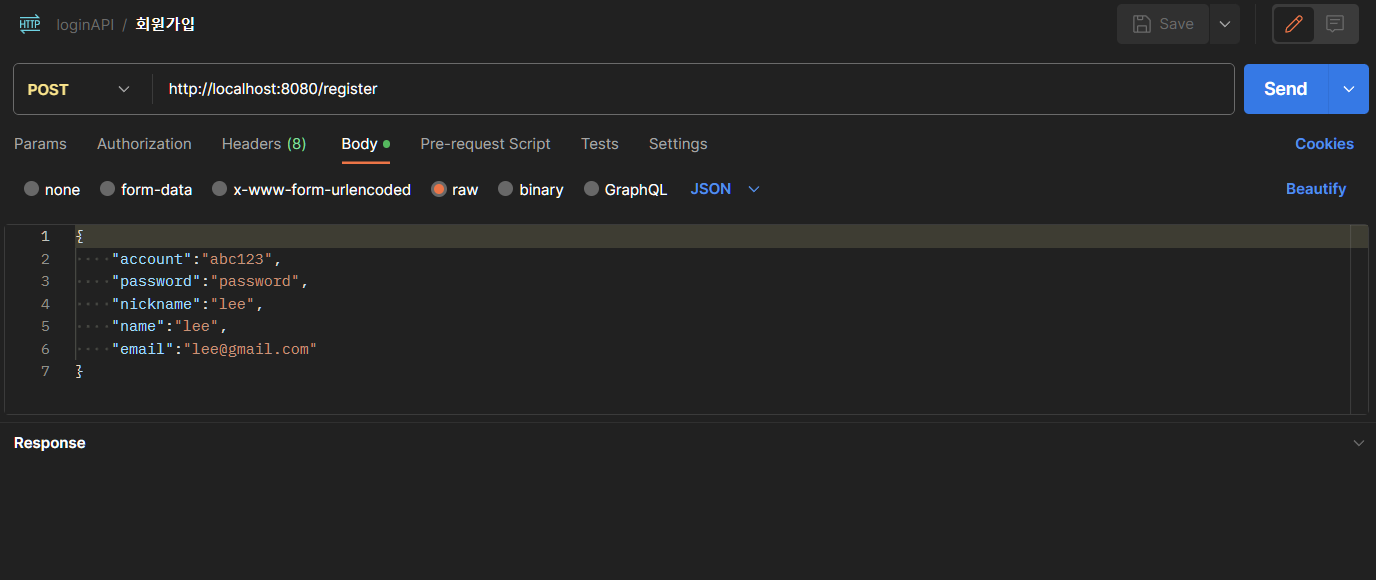 HTTP loginAPI / 회원가입 Save
POST http://localhost:8080/register Send
Params Authorization Headers (8) Body Pre-request Script Tests Settings Cookies
none form-data x-www-form-urlencoded raw binary GraphQL JSON Beautify
1 {
2 "account":"abc123",
3 "password":"password",
4 "nickname":"lee",
5 "name":"lee",
6 "email":"lee@gmail.com"
7 }
Response